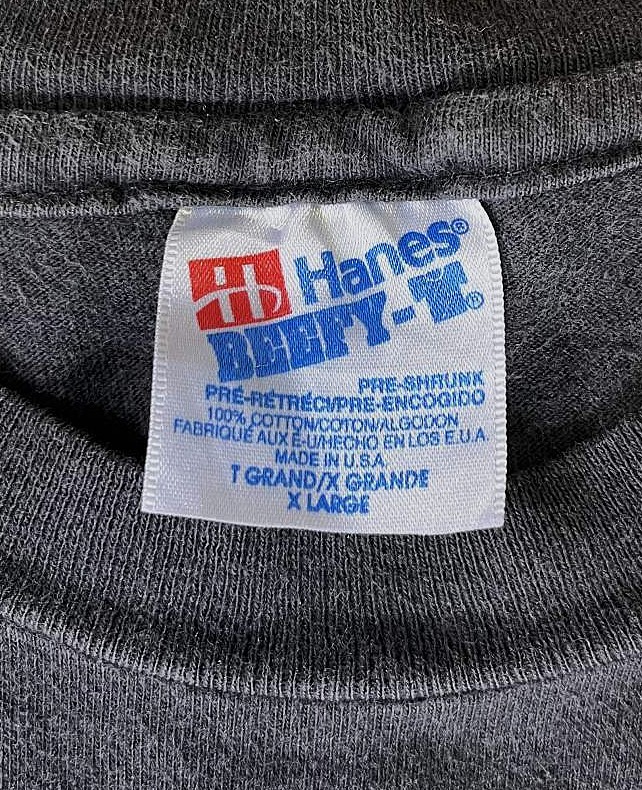 Hanes®
BEEFY-T®
PRE-SHRUNK
PRÉ-RÉTRÉCI/PRE-ENCOGIDO
100% COTTON/COTON/ALGODON
FABRIQUÉ AUX É-U/HECHO EN LOS E.U.A.
MADE IN U.S.A
T GRAND/X GRANDE
X LARGE